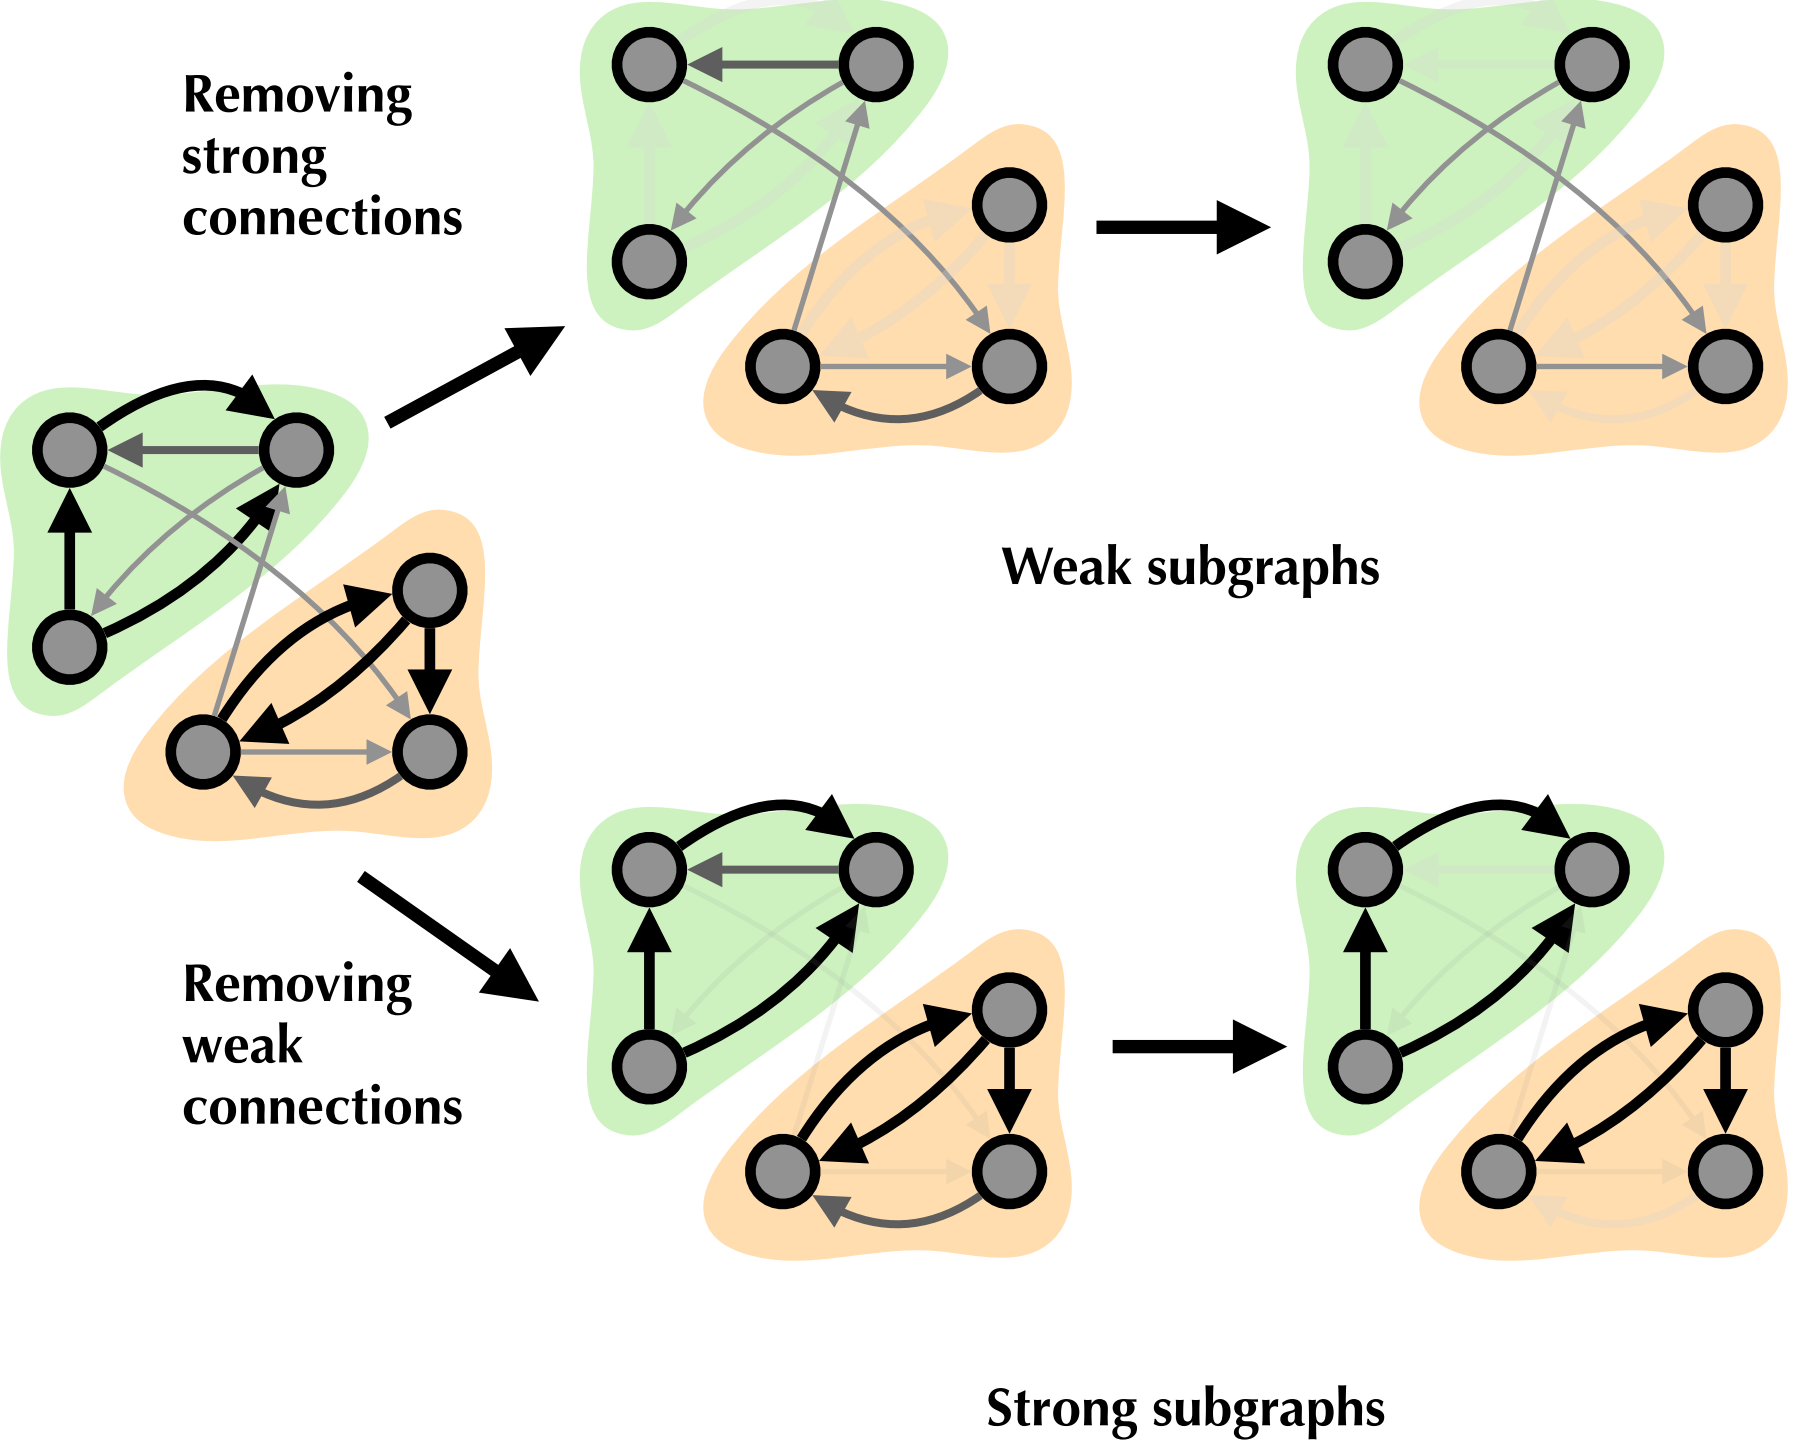 Removing
strong
connections
Weak subgraphs
Removing
weak
connections
Strong subgraphs